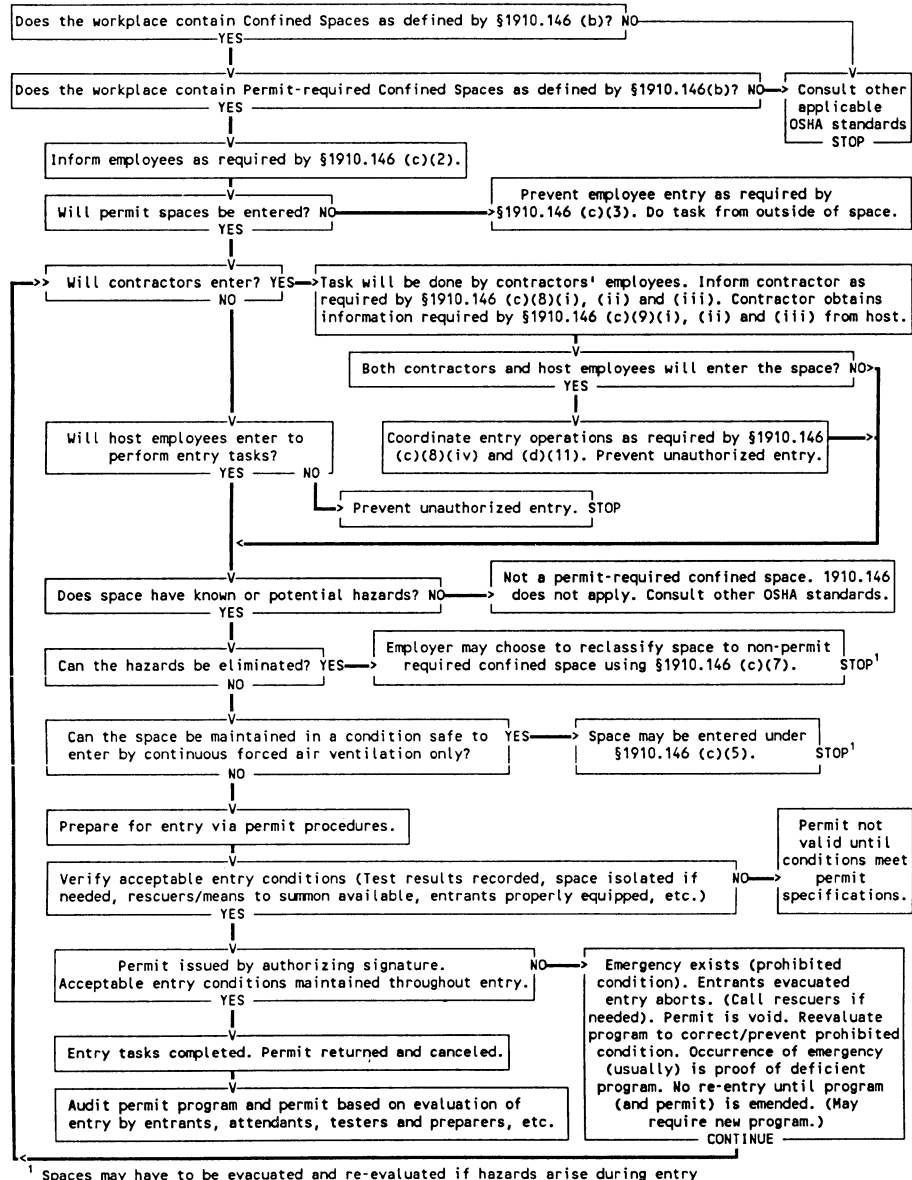 Does the workplace contain Confined Spaces as defined by §1910.146 (b)? NO
YES
Does the workplace contain Permit-required Confined Spaces as defined by §1910.146(b)? NO
YES
Consult other
applicable
OSHA standards
STOP
Inform employees as required by §1910.146 (c)(2).
Will permit spaces be entered? NO
YES
Prevent employee entry as required by
§1910.146 (c)(3). Do task from outside of space.
Will contractors enter? YES
NO
Task will be done by contractors' employees. Inform contractor as
required by §1910.146 (c)(8)(i), (ii) and (iii). Contractor obtains
information required by §1910.146 (c)(9)(i), (ii) and (iii) from host.
Both contractors and host employees will enter the space? NO
YES
Will host employees enter to
perform entry tasks?
YES NO
Coordinate entry operations as required by §1910.146
(c)(8)(iv) and (d)(11). Prevent unauthorized entry.
Prevent unauthorized entry. STOP
Does space have known or potential hazards? NO
YES
Not a permit-required confined space. 1910.146
does not apply. Consult other OSHA standards.
Can the hazards be eliminated? YES
NO
Employer may choose to reclassify space to non-permit
required confined space using §1910.146 (c)(7). STOP¹
Can the space be maintained in a condition safe to YES
enter by continuous forced air ventilation only?
NO
Space may be entered under
§1910.146 (c)(5). STOP¹
Prepare for entry via permit procedures.
Verify acceptable entry conditions (Test results recorded, space isolated if NO
needed, rescuers/means to summon available, entrants properly equipped, etc.)
YES
Permit not
valid until
conditions meet
permit
specifications.
Permit issued by authorizing signature. NO
Acceptable entry conditions maintained throughout entry.
YES
Emergency exists (prohibited
condition). Entrants evacuated
entry aborts. (Call rescuers if
needed). Permit is void. Reevaluate
program to correct/prevent prohibited
condition. Occurrence of emergency
(usually) is proof of deficient
program. No re-entry until program
(and permit) is emended. (May
require new program.)
CONTINUE
Entry tasks completed. Permit returned and canceled.
Audit permit program and permit based on evaluation of
entry by entrants, attendants, testers and preparers, etc.
¹ Spaces may have to be evacuated and re-evaluated if hazards arise during entry